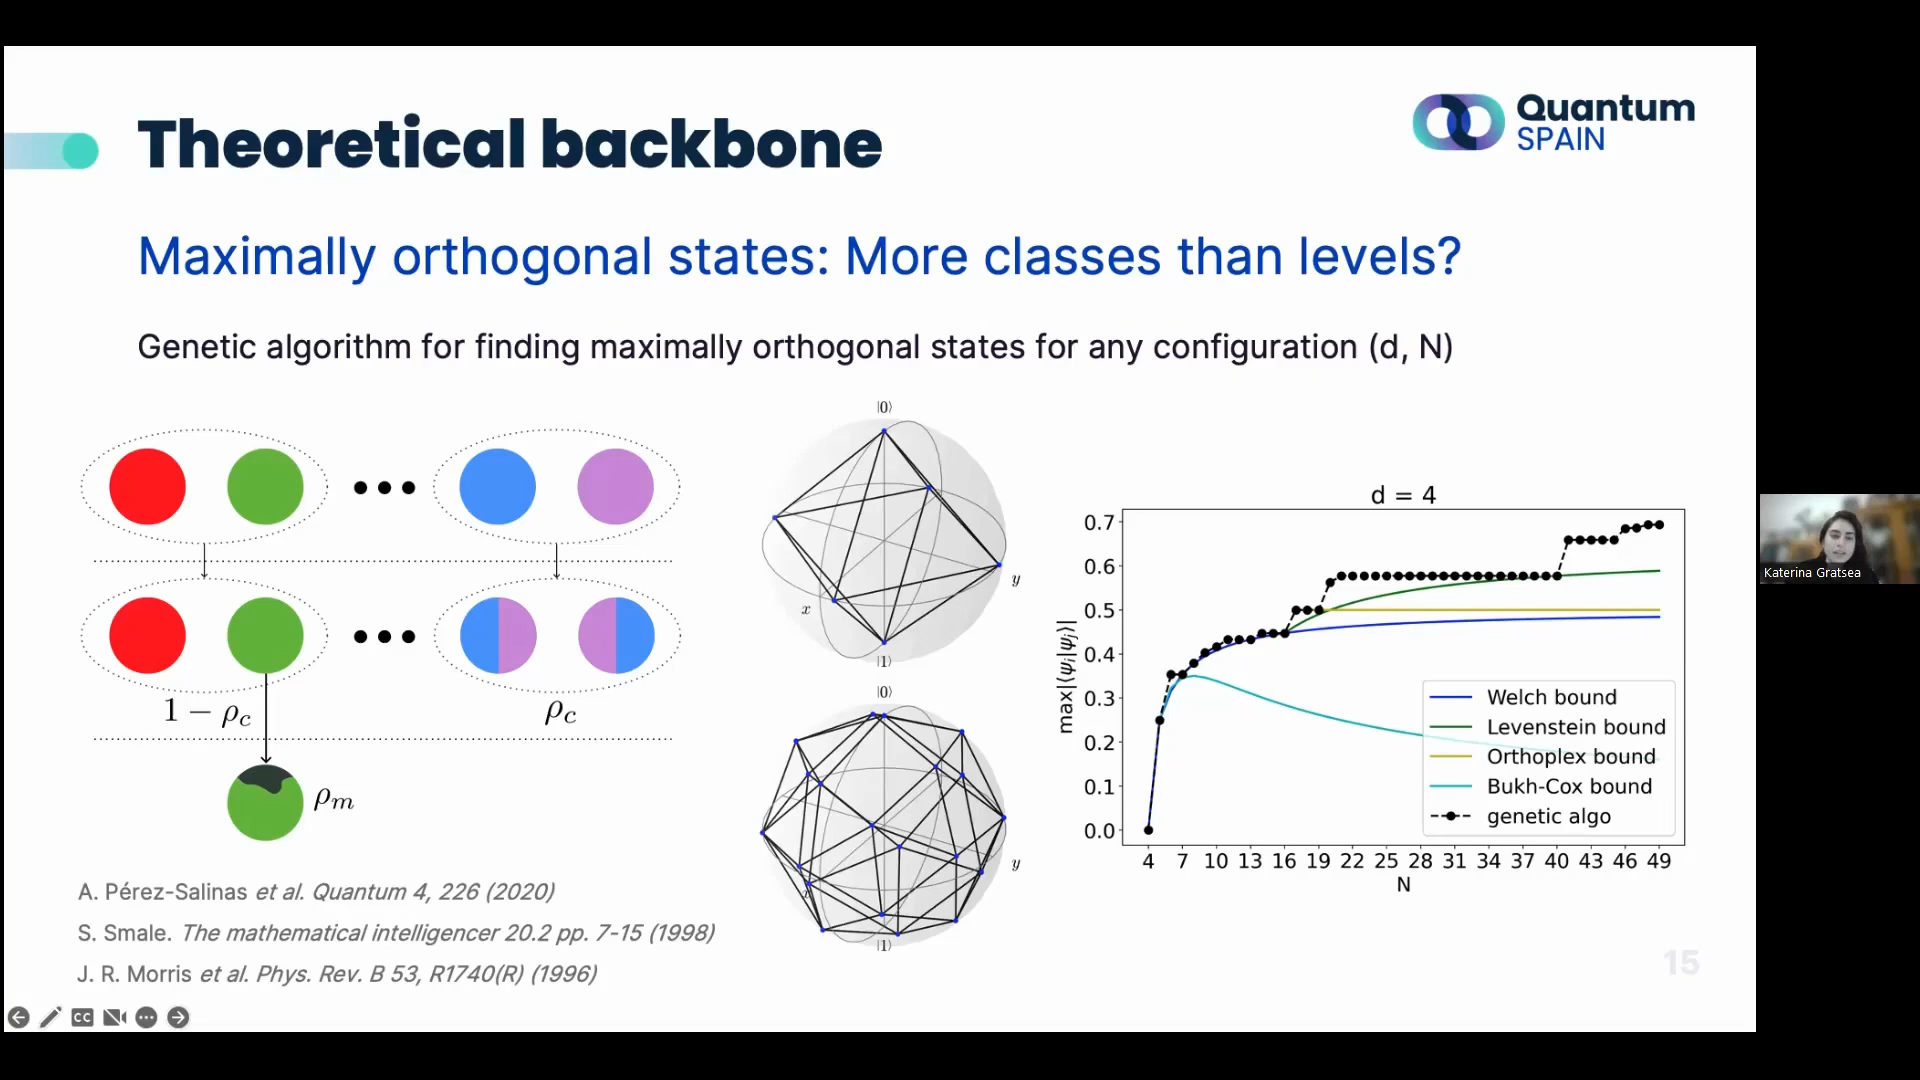 Theoretical backbone
Quantum
SPAIN
Maximally orthogonal states: More classes than levels?
Genetic algorithm for finding maximally orthogonal states for any configuration (d, N)
1 − ρc
ρc
ρm
|0⟩
y
x
|1⟩
|0⟩
y
x
|1⟩
d = 4
max|⟨ψi|ψj⟩|
0.7
0.6
0.5
0.4
0.3
0.2
0.1
0.0
Welch bound
Levenstein bound
Orthoplex bound
Bukh-Cox bound
genetic algo
4 7 10 13 16 19 22 25 28 31 34 37 40 43 46 49
N
A. Pérez-Salinas et al. Quantum 4, 226 (2020)
S. Smale. The mathematical intelligencer 20.2 pp. 7-15 (1998)
J. R. Morris et al. Phys. Rev. B 53, R1740(R) (1996)
15
CC
Katerina Gratsea